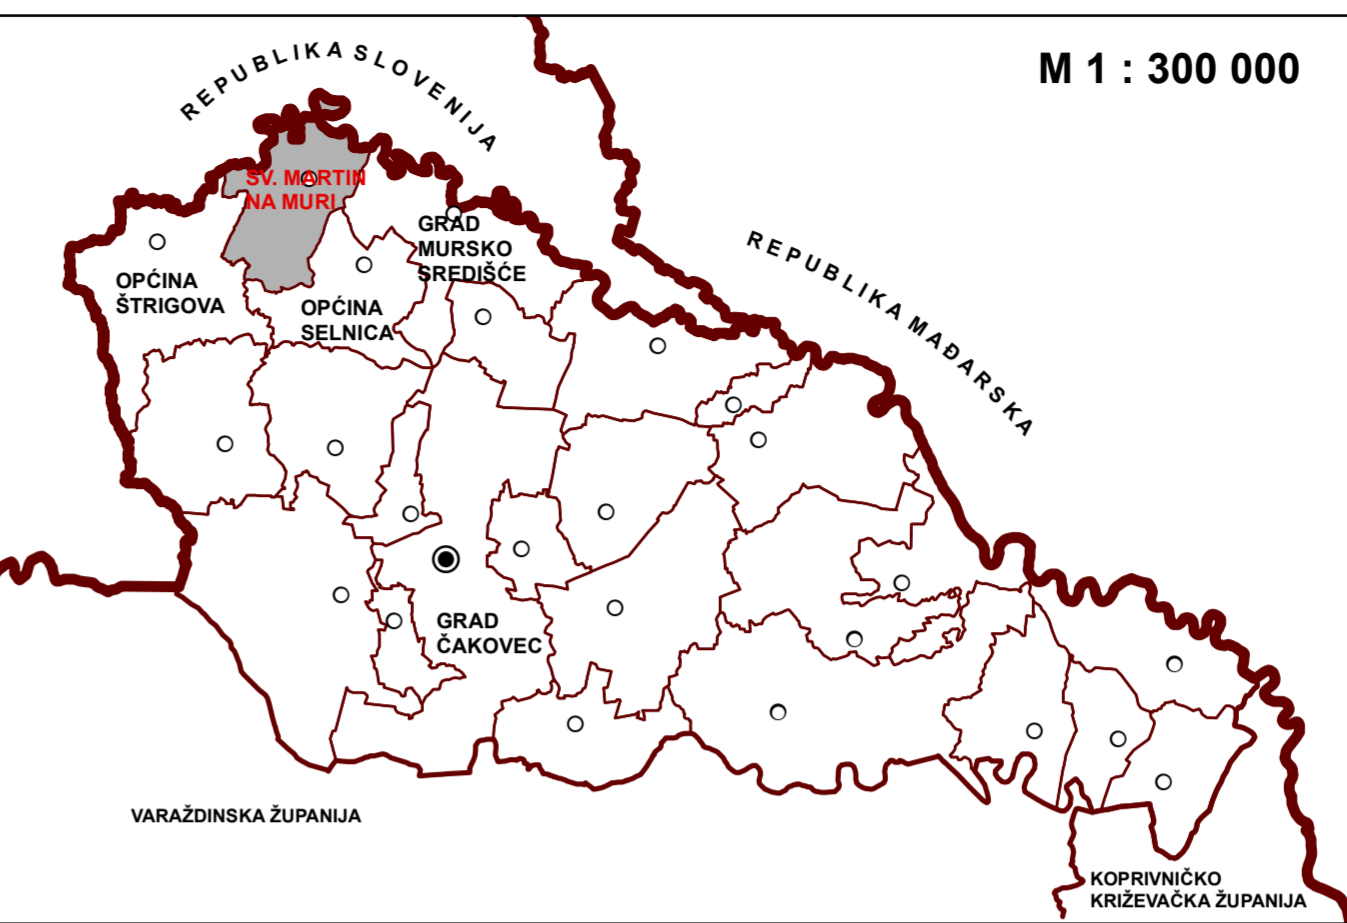 REPUBLIKA SLOVENIJA
M 1 : 300 000
SV. MARTIN
NA MURI
GRAD
MURSKO
SREDIŠĆE
REPUBLIKA MAĐARSKA
OPĆINA
ŠTRIGOVA
OPĆINA
SELNICA
GRAD
ČAKOVEC
VARAŽDINSKA ŽUPANIJA
KOPRIVNIČKO
KRIŽEVAČKA ŽUPANIJA